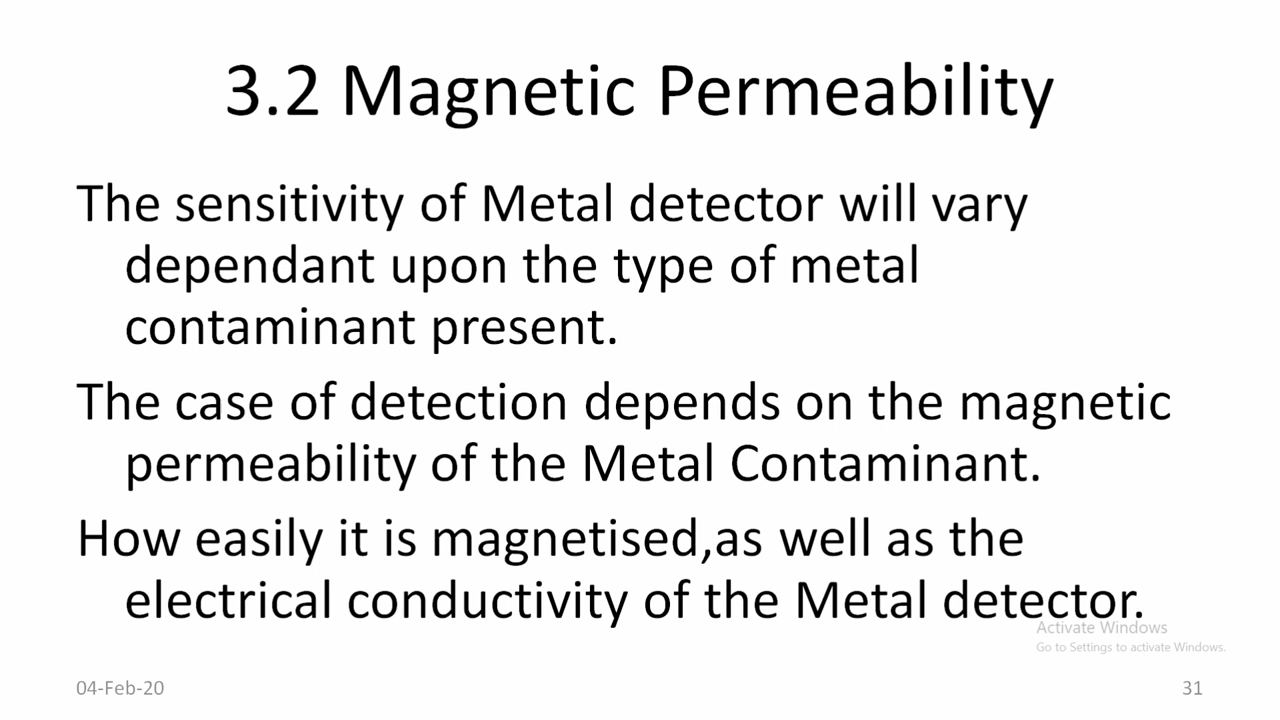 3.2 Magnetic Permeability
The sensitivity of Metal detector will vary
dependant upon the type of metal
contaminant present.
The case of detection depends on the magnetic
permeability of the Metal Contaminant.
How easily it is magnetised,as well as the
electrical conductivity of the Metal detector.
Activate Windows
Go to Settings to activate Windows.
04-Feb-20
31